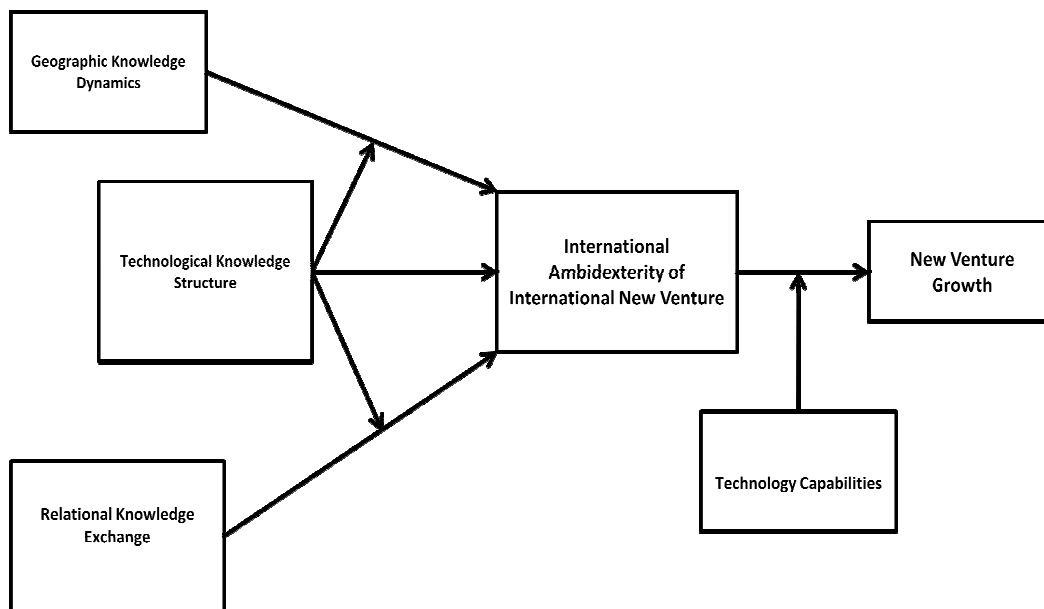 Geographic Knowledge
Dynamics
Technological Knowledge
Structure
International
Ambidexterity of
International New Venture
New Venture
Growth
Technology Capabilities
Relational Knowledge
Exchange